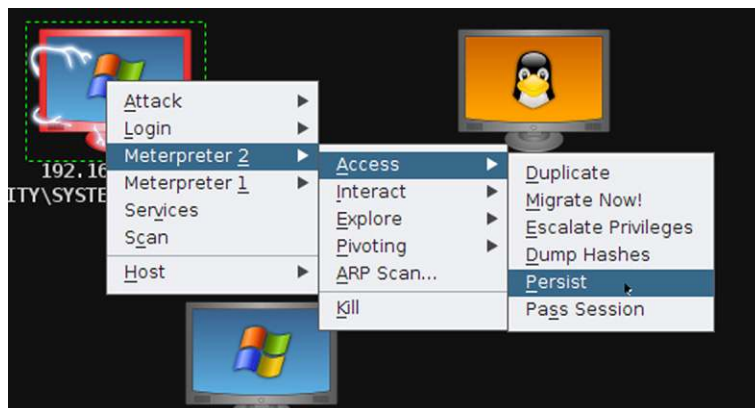 Attack
Login
Meterpreter 2
Meterpreter 1
Services
Scan
Host
Access
Interact
Explore
Pivoting
ARP Scan...
Kill
Duplicate
Migrate Now!
Escalate Privileges
Dump Hashes
Persist
Pass Session
192.16
ITY\SYSTE